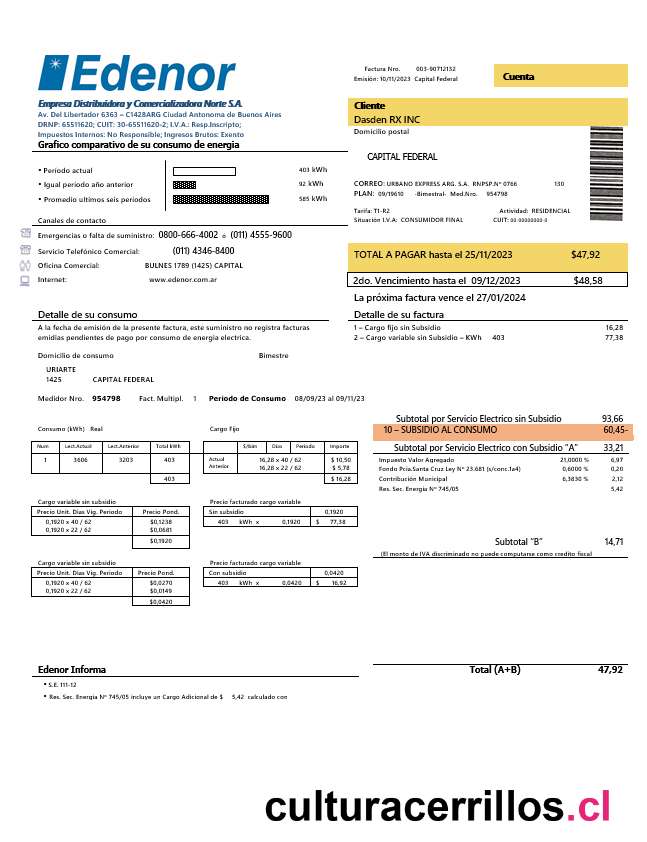 Edenor
Empresa Distribuidora y Comercializadora Norte S.A.
Av. Del Libertador 6363 – C1428ARG Ciudad Antonoma de Buenos Aires
DRNP: 65511620; CUIT: 30-65511620-2; I.V.A.: Resp.Inscripto;
Impuestos Internos: No Responsible; Ingresos Brutos: Exento
Factura Nro. 003-90712132
Emisión: 10/11/2023 Capital Federal
Cuenta
Cliente
Dasden RX INC
Domicilio postal
CAPITAL FEDERAL
CORREO: URBANO EXPRESS ARG. S.A. RNPSP.Nº 0766 130
PLAN: 09/19610 -Bimestral- Med.Nro. 954798
Tarifa: T1-R2 Actividad: RESIDENCIAL
Situación I.V.A: CONSUMIDOR FINAL CUIT: 00-00000000-0
Grafico comparativo de su consumo de energia
• Periodo actual 403 kWh
• Igual periodo año anterior 92 kWh
• Promedio ultimos seis periodos 585 kWh
Canales de contacto
Emergencias o falta de suministro: 0800-666-4002 o (011) 4555-9600
Servicio Telefónico Comercial: (011) 4346-8400
Oficina Comercial: BULNES 1789 (1425) CAPITAL
Internet: www.edenor.com.ar
TOTAL A PAGAR hasta el 25/11/2023 $47,92
2do. Vencimiento hasta el 09/12/2023 $48,58
La próxima factura vence el 27/01/2024
Detalle de su consumo
A la fecha de emisión de la presente factura, este suministro no registra facturas
emidias pendientes de pago por consumo de energia electrica.
Domicilio de consumo Bimestre
URIARTE
1425 CAPITAL FEDERAL
Medidor Nro. 954798 Fact. Multipl. 1 Periodo de Consumo 08/09/23 al 09/11/23
Detalle de su factura
1 – Cargo fijo sin Subsidio 16,28
2 – Cargo variable sin Subsidio – KWh 403 77,38
Consumo (kWh) Real
Num Lect.Actual Lect.Anterior Total kWh
1 3606 3203 403
403
Cargo Fijo
$/bim Dias Periodo Importe
Actual 16,28 x 40 / 62 $ 10,50
Anterior 16,28 x 22 / 62 $ 5,78
$ 16,28
Cargo variable sin subsidio
Precio Unit. Dias Vig. Periodo Precio Pond.
0,1920 x 40 / 62 $0,1238
0,1920 x 22 / 62 $0,0681
$0,1920
Precio facturado cargo variable
Sin subsidio 0,1920
403 kWh x 0,1920 $ 77,38
Cargo variable sin subsidio
Precio Unit. Dias Vig. Periodo Precio Pond.
0,1920 x 40 / 62 $0,0270
0,1920 x 22 / 62 $0,0149
$0,0420
Precio facturado cargo variable
Con subsidio 0,0420
403 kWh x 0,0420 $ 16,92
Subtotal por Servicio Electrico sin Subsidio 93,66
10 – SUBSIDIO AL CONSUMO 60,45-
Subtotal por Servicio Electrico con Subsidio "A" 33,21
Impuesto Valor Agregado 21,0000 % 6,97
Fondo Pcia.Santa Cruz Ley Nº 23.681 (s/conc.1a4) 0,6000 % 0,20
Contribución Municipal 6,3830 % 2,12
Res. Sec. Energia Nº 745/05 5,42
Subtotal "B" 14,71
(El monto de IVA discriminado no puede computarse como credito fiscal
Edenor Informa
• S.E. 111-12
• Res. Sec. Energia Nº 745/05 incluye un Cargo Adicional de $ 5,42 calculado con
Total (A+B) 47,92
culturacerrillos.cl